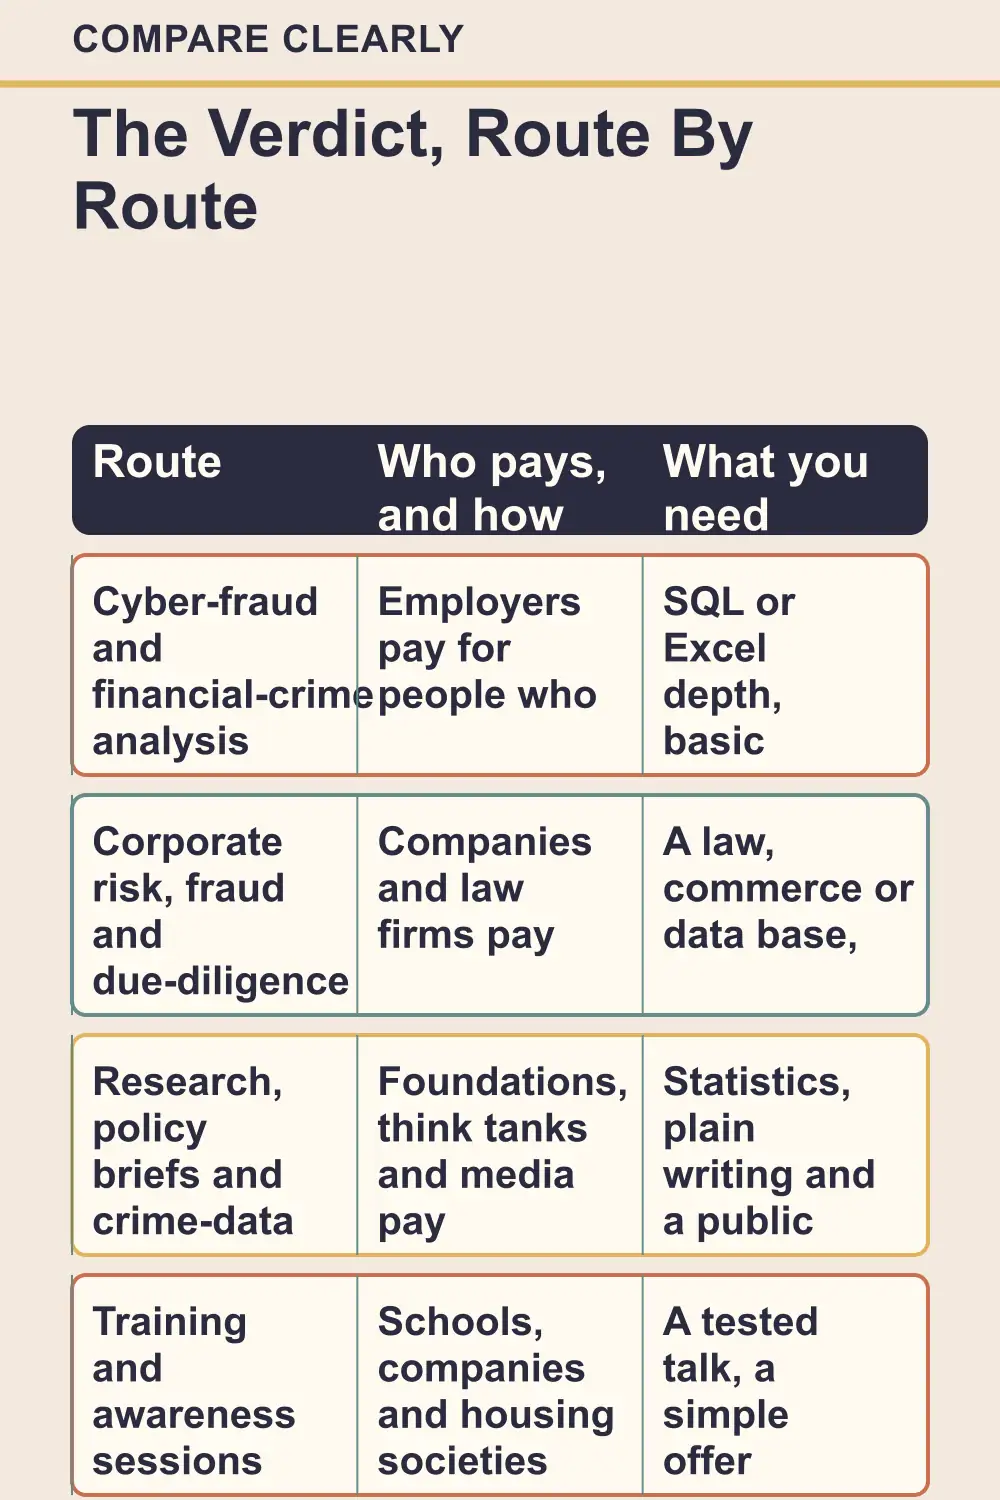 COMPARE CLEARLY
The Verdict, Route By
Route
Route
Who pays,
and how
What you
need
Cyber-fraud
and
financial-crime
analysis
Employers
pay for
people who
SQL or
Excel
depth,
basic
Corporate
risk, fraud
and
due-diligence
Companies
and law
firms pay
A law,
commerce or
data base,
Research,
policy
briefs and
crime-data
Foundations,
think tanks
and media
pay
Statistics,
plain
writing and
a public
Training
and
awareness
sessions
Schools,
companies
and housing
societies
A tested
talk, a
simple
offer